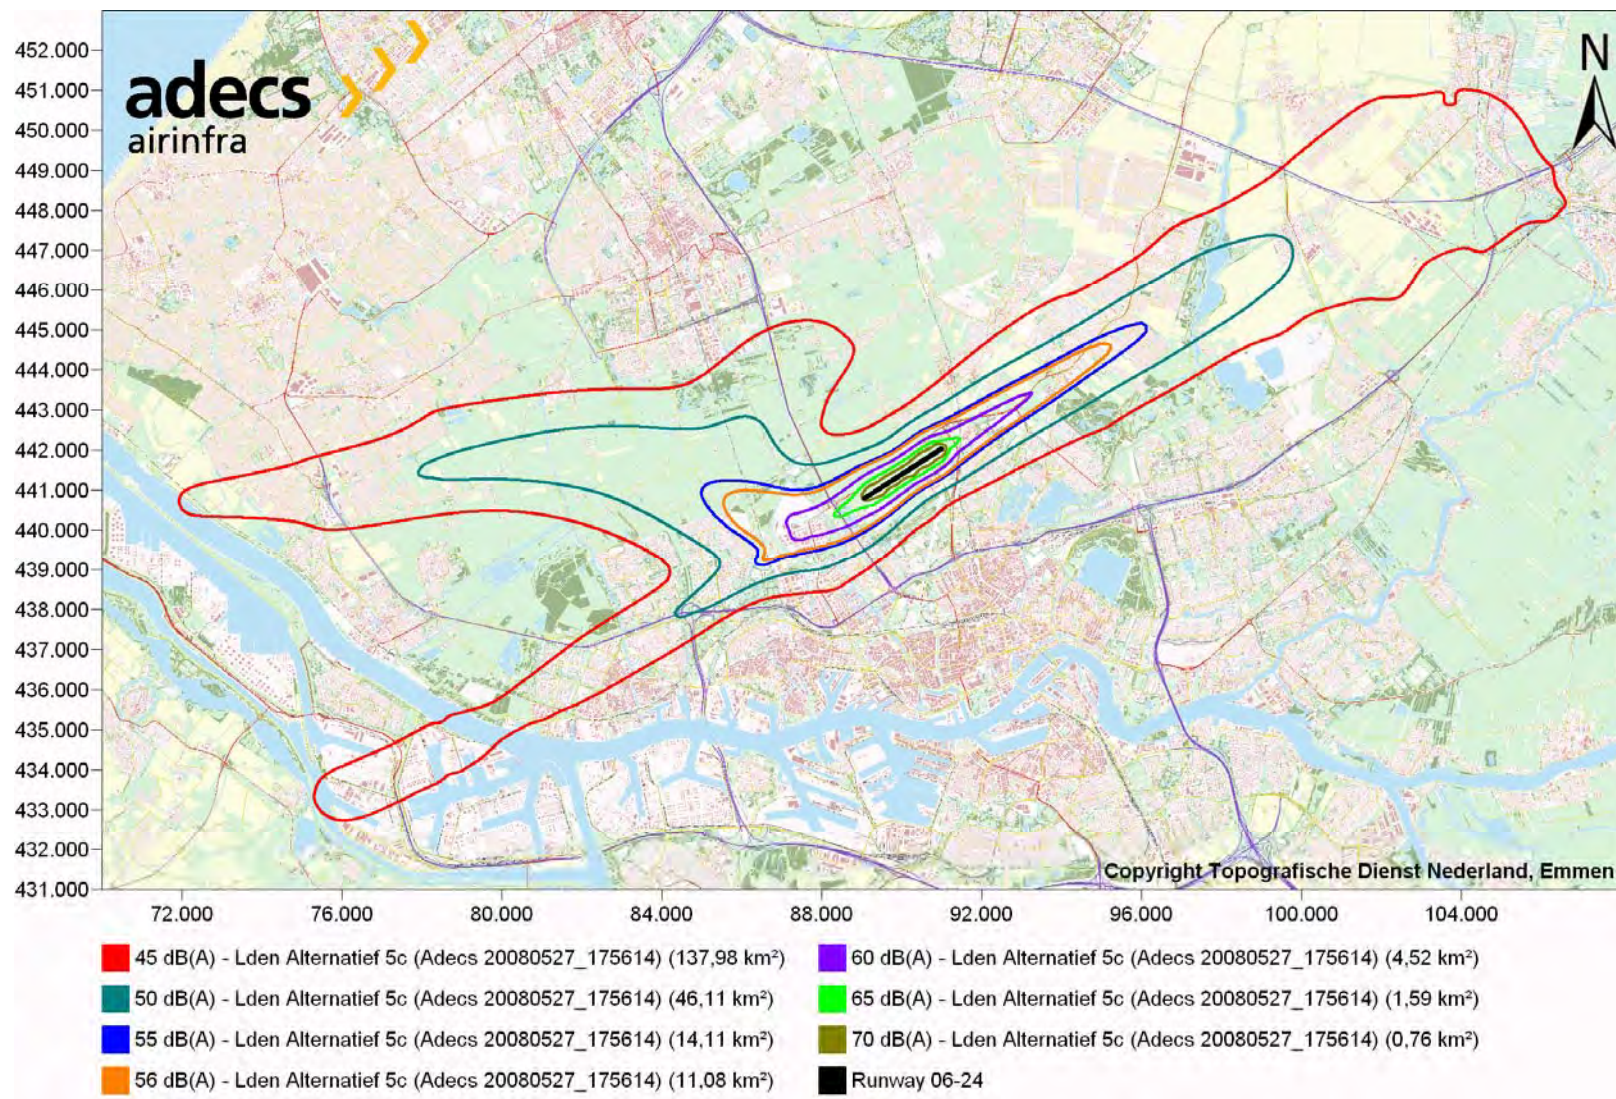 452.000
451.000
450.000
449.000
448.000
447.000
446.000
445.000
444.000
443.000
442.000
441.000
440.000
439.000
438.000
437.000
436.000
435.000
434.000
433.000
432.000
431.000
adecs
airinfra
N
Copyright Topografische Dienst Nederland, Emmen
72.000 76.000 80.000 84.000 88.000 92.000 96.000 100.000 104.000
45 dB(A) - Lden Alternatief 5c (Adecs 20080527_175614) (137,98 km²)
50 dB(A) - Lden Alternatief 5c (Adecs 20080527_175614) (46,11 km²)
55 dB(A) - Lden Alternatief 5c (Adecs 20080527_175614) (14,11 km²)
56 dB(A) - Lden Alternatief 5c (Adecs 20080527_175614) (11,08 km²)
60 dB(A) - Lden Alternatief 5c (Adecs 20080527_175614) (4,52 km²)
65 dB(A) - Lden Alternatief 5c (Adecs 20080527_175614) (1,59 km²)
70 dB(A) - Lden Alternatief 5c (Adecs 20080527_175614) (0,76 km²)
Runway 06-24